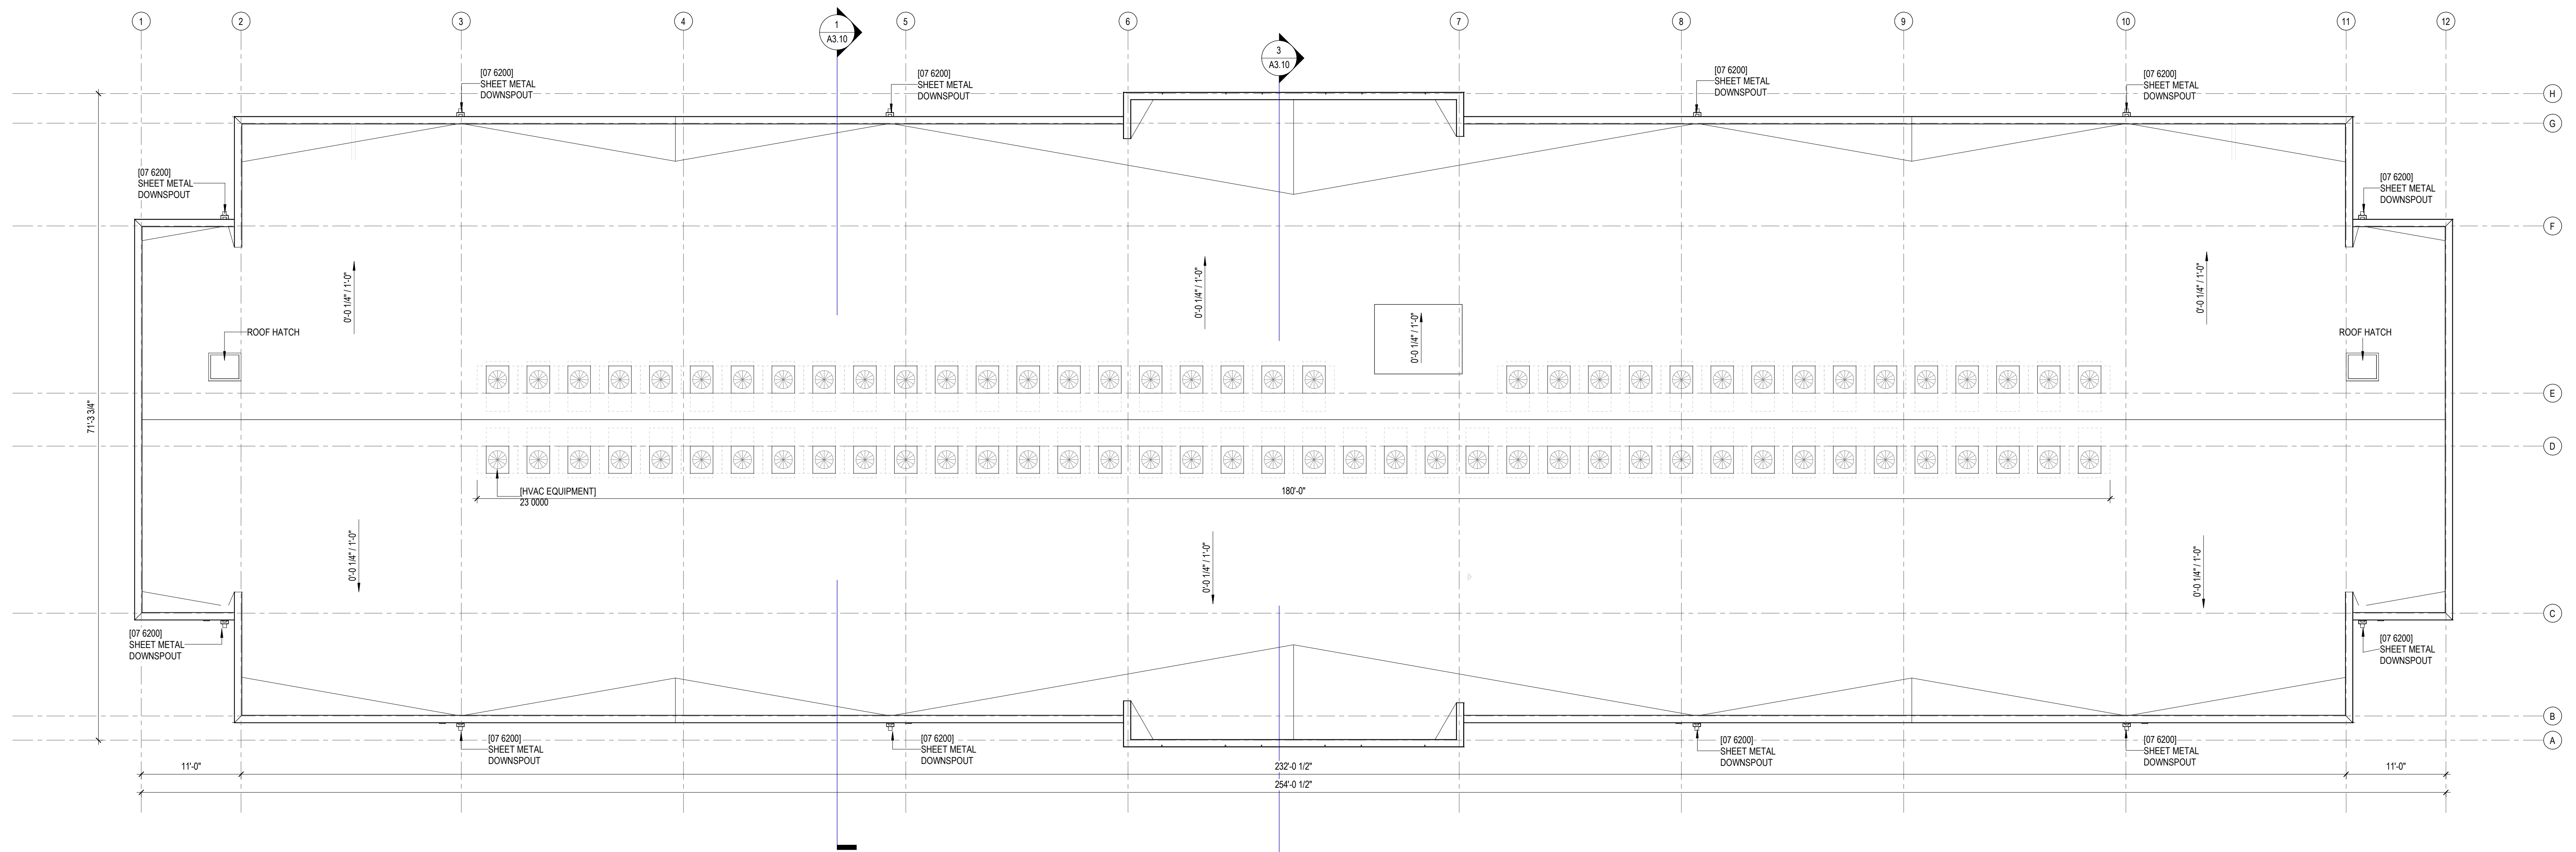 1
2
3
4
1
A3.10
5
6
3
A3.10
7
8
9
10
11
12
[07 6200]
SHEET METAL
DOWNSPOUT
[07 6200]
SHEET METAL
DOWNSPOUT
[07 6200]
SHEET METAL
DOWNSPOUT
[07 6200]
SHEET METAL
DOWNSPOUT
H
G
[07 6200]
SHEET METAL
DOWNSPOUT
[07 6200]
SHEET METAL
DOWNSPOUT
F
0'-0 1/4" / 1'-0"
0'-0 1/4" / 1'-0"
0'-0 1/4" / 1'-0"
0'-0 1/4" / 1'-0"
ROOF HATCH
ROOF HATCH
E
71'-3 3/4"
D
[HVAC EQUIPMENT]
23 0000
180'-0"
0'-0 1/4" / 1'-0"
0'-0 1/4" / 1'-0"
0'-0 1/4" / 1'-0"
C
[07 6200]
SHEET METAL
DOWNSPOUT
[07 6200]
SHEET METAL
DOWNSPOUT
B
A
[07 6200]
SHEET METAL
DOWNSPOUT
[07 6200]
SHEET METAL
DOWNSPOUT
[07 6200]
SHEET METAL
DOWNSPOUT
[07 6200]
SHEET METAL
DOWNSPOUT
11'-0"
232'-0 1/2"
11'-0"
254'-0 1/2"